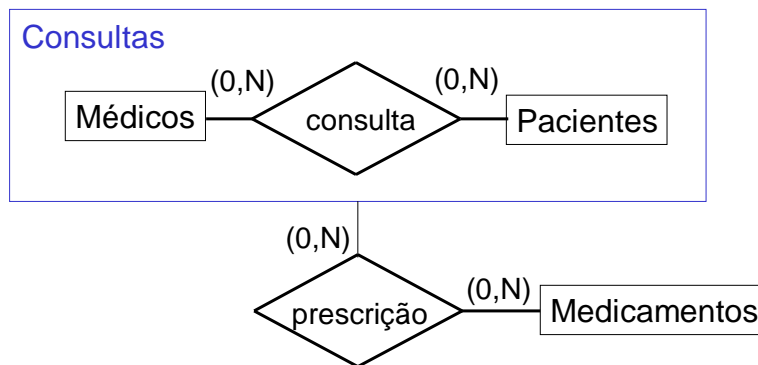 Consultas
(0,N) (0,N)
Médicos consulta Pacientes
(0,N) (0,N)
prescrição Medicamentos